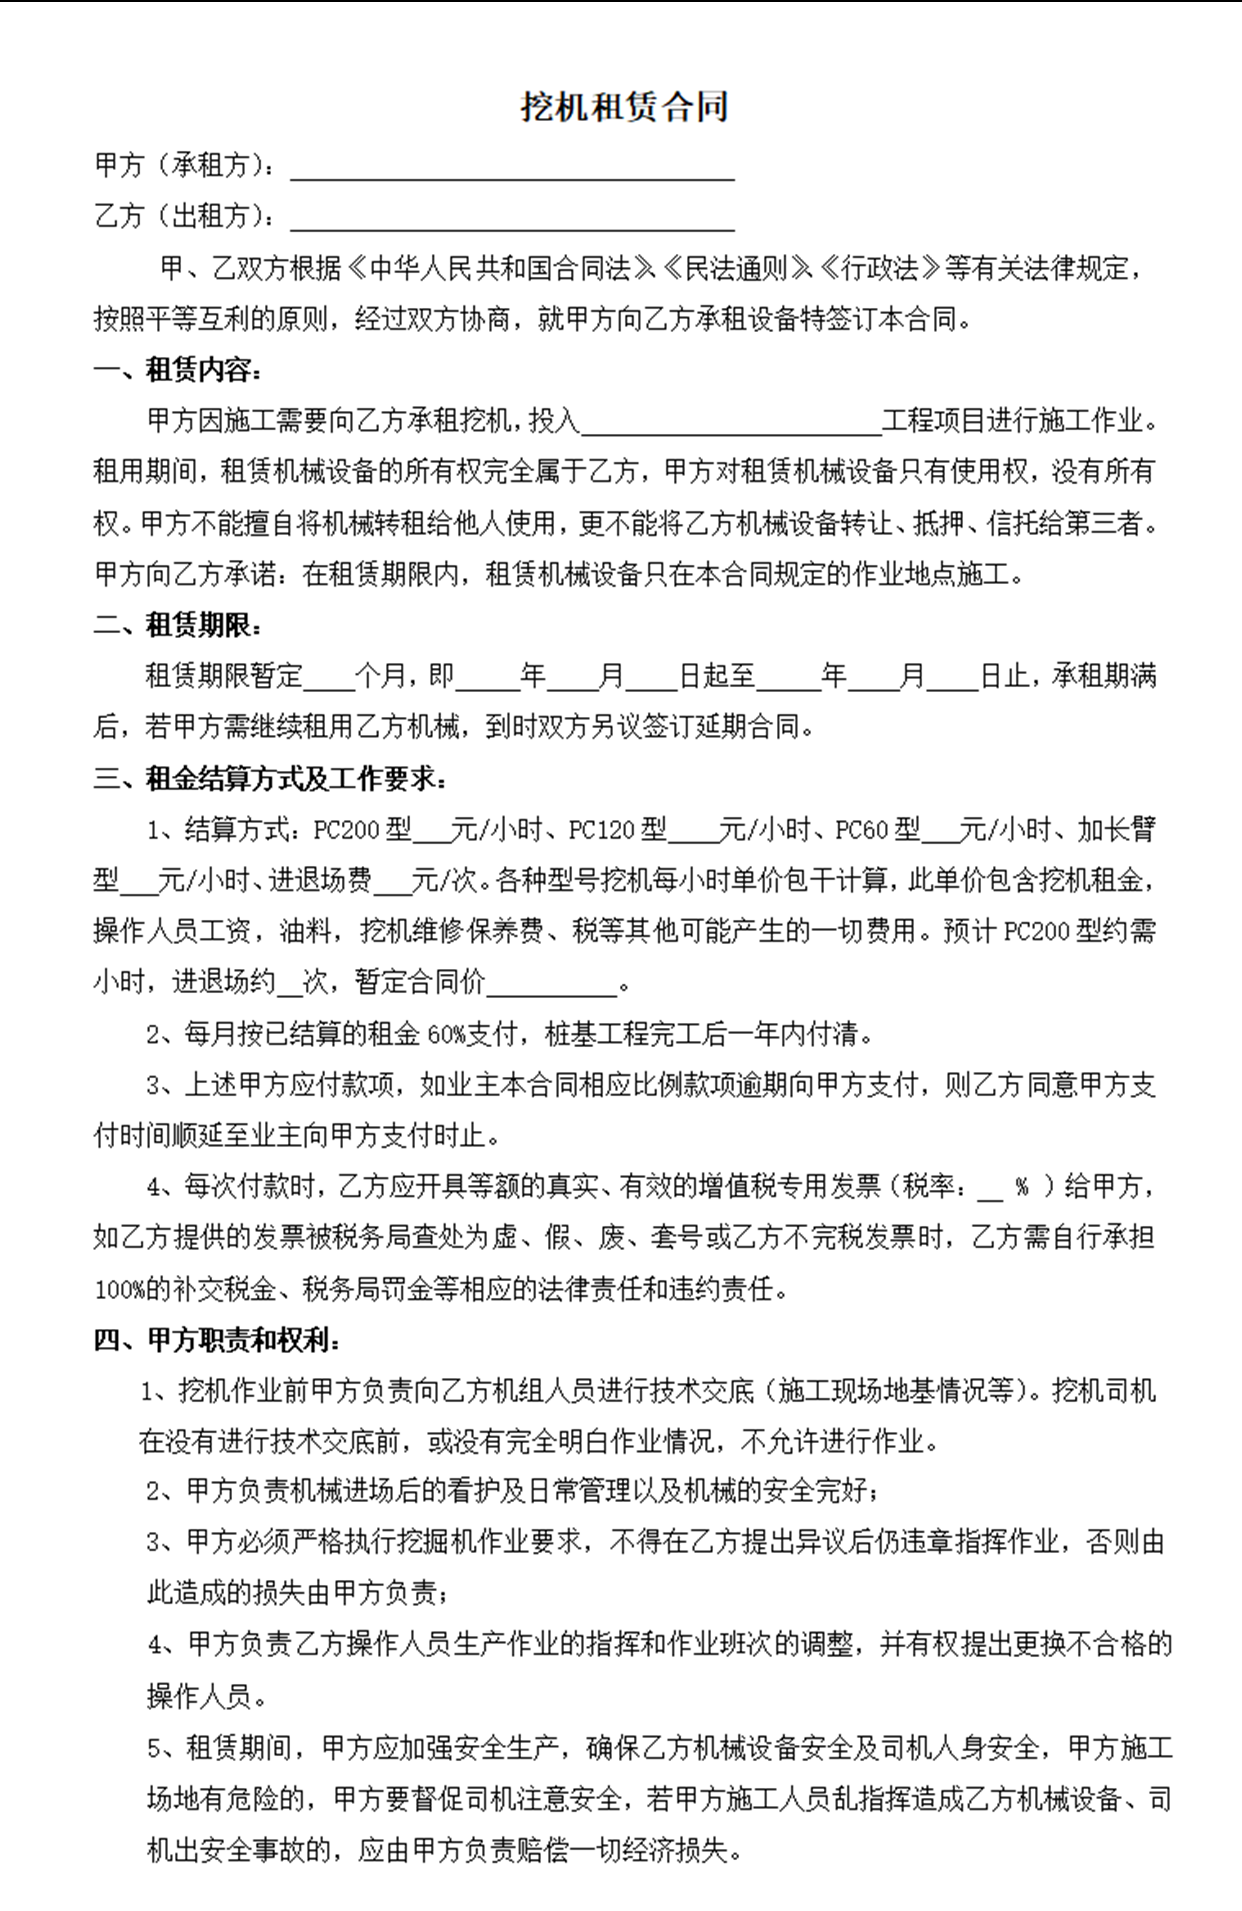 挖机租赁合同
甲方（承租方）：
乙方（出租方）：
甲、乙双方根据《中华人民共和国合同法》、《民法通则》、《行政法》等有关法律规定，
按照平等互利的原则，经过双方协商，就甲方向乙方承租设备特签订本合同。
一、租赁内容：
甲方因施工需要向乙方承租挖机，投入____工程项目进行施工作业。
租用期间，租赁机械设备的所有权完全属于乙方，甲方对租赁机械设备只有使用权，没有所有
权。甲方不能擅自将机械转租给他人使用，更不能将乙方机械设备转让、抵押、信托给第三者。
甲方向乙方承诺：在租赁期限内，租赁机械设备只在本合同规定的作业地点施工。
二、租赁期限：
租赁期限暂定____个月，即____年____月____日起至____年____月____日止，承租期满
后，若甲方需继续租用乙方机械，到时双方另议签订延期合同。
三、租金结算方式及工作要求：
1、结算方式：PC200 型___元/小时、PC120 型____元/小时、PC60 型___元/小时、加长臂
型___元/小时、进退场费___元/次。各种型号挖机每小时单价包干计算，此单价包含挖机租金，
操作人员工资，油料，挖机维修保养费、税等其他可能产生的一切费用。预计 PC200 型约需
小时，进退场约__次，暂定合同价__________。
2、每月按已结算的租金 60%支付，桩基工程完工后一年内付清。
3、上述甲方应付款项，如业主本合同相应比例款项逾期向甲方支付，则乙方同意甲方支
付时间顺延至业主向甲方支付时止。
4、每次付款时，乙方应开具等额的真实、有效的增值税专用发票（税率：__ % ）给甲方，
如乙方提供的发票被税务局查处为虚、假、废、套号或乙方不完税发票时，乙方需自行承担
100%的补交税金、税务局罚金等相应的法律责任和违约责任。
四、甲方职责和权利：
1、挖机作业前甲方负责向乙方机组人员进行技术交底（施工现场地基情况等）。挖机司机
在没有进行技术交底前，或没有完全明白作业情况，不允许进行作业。
2、甲方负责机械进场后的看护及日常管理以及机械的安全完好；
3、甲方必须严格执行挖掘机作业要求，不得在乙方提出异议后仍违章指挥作业，否则由
此造成的损失由甲方负责；
4、甲方负责乙方操作人员生产作业的指挥和作业班次的调整，并有权提出更换不合格的
操作人员。
5、租赁期间，甲方应加强安全生产，确保乙方机械设备安全及司机人身安全，甲方施工
场地有危险的，甲方要督促司机注意安全，若甲方施工人员乱指挥造成乙方机械设备、司
机出安全事故的，应由甲方负责赔偿一切经济损失。